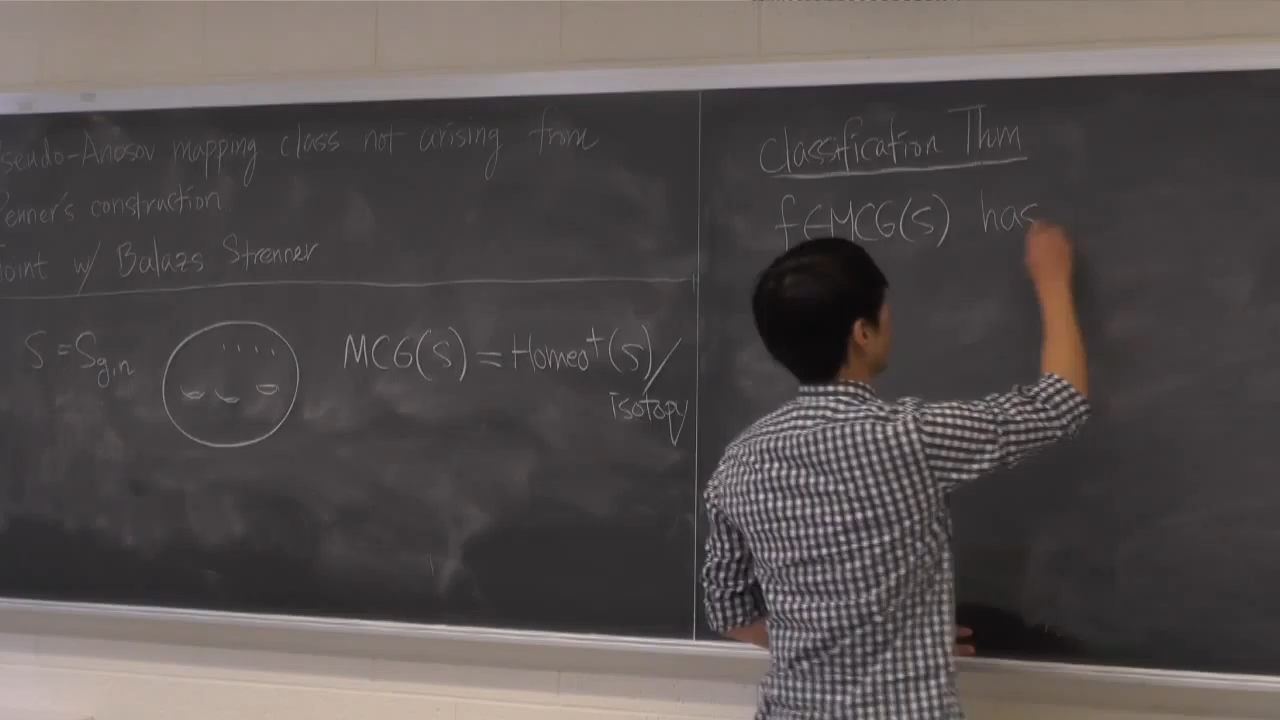 seudo-Anosov mapping class not arising from
enner's construction
oint w/ Balazs Strenner
S = Sg,n
MCG(S) = Homeo⁺(S)/
isotopy
Classification Thm
f∈MCG(S) has